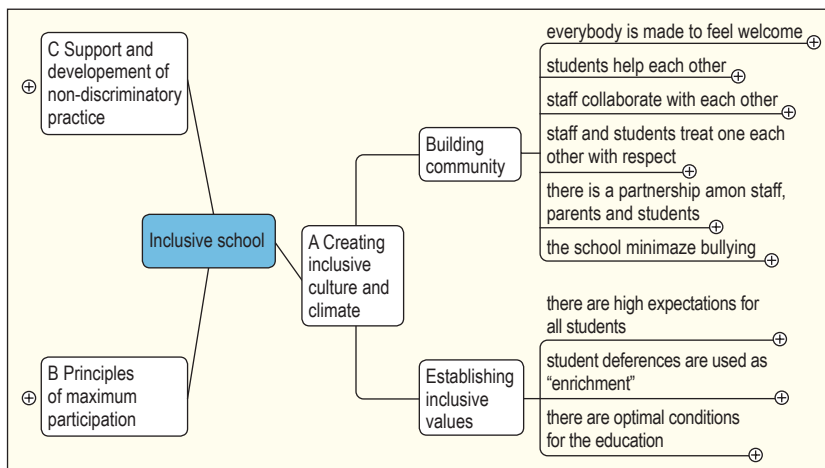 C Support and
developement of
non-discriminatory
practice
Inclusive school
B Principles
of maximum
participation
A Creating
inclusive
culture and
climate
Building
community
everybody is made to feel welcome
students help each other
staff collaborate with each other
staff and students treat one each
other with respect
there is a partnership amon staff,
parents and students
the school minimaze bullying
Establishing
inclusive
values
there are high expectations for
all students
student deferences are used as
“enrichment”
there are optimal conditions
for the education